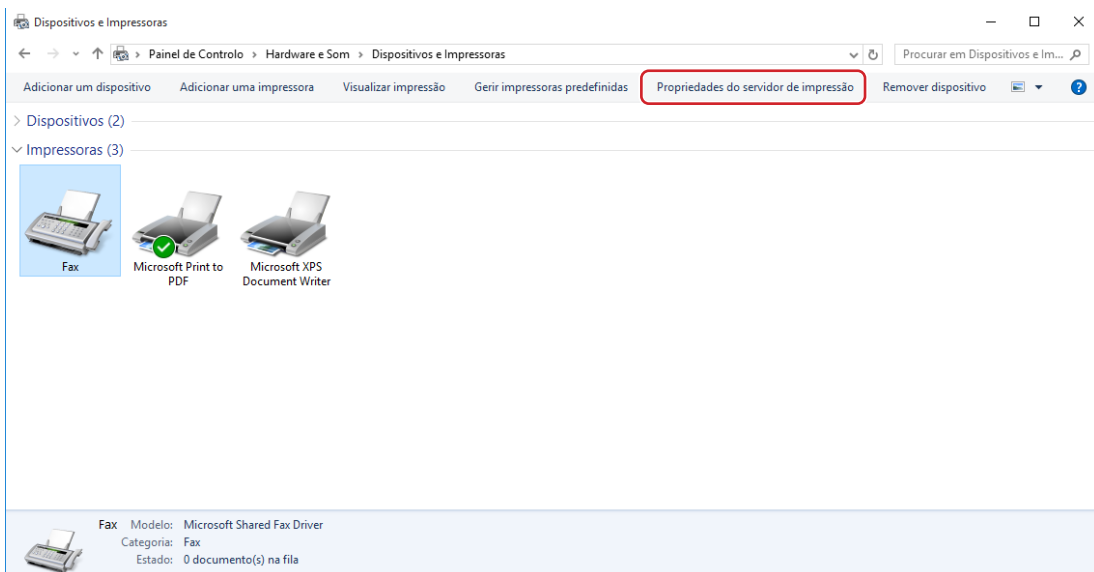 Dispositivos e Impressoras
Painel de Controlo > Hardware e Som > Dispositivos e Impressoras
Procurar em Dispositivos e Im...
Adicionar um dispositivo Adicionar uma impressora Visualizar impressão Gerir impressoras predefinidas Propriedades do servidor de impressão Remover dispositivo
Dispositivos (2)
Impressoras (3)
Fax
Microsoft Print to
PDF
Microsoft XPS
Document Writer
Fax Modelo: Microsoft Shared Fax Driver
Categoria: Fax
Estado: 0 documento(s) na fila